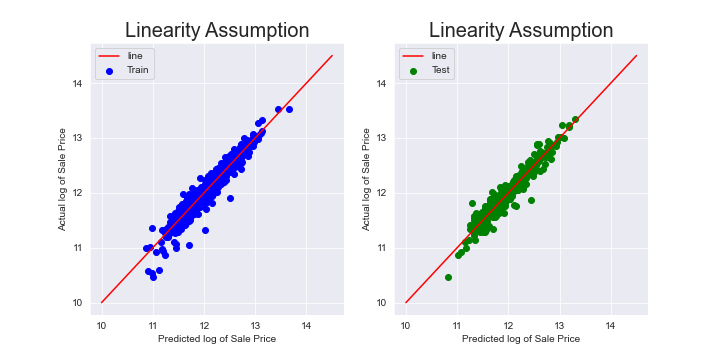 Linearity Assumption
line
Train
14
13
12
11
10
Actual log of Sale Price
10
11
12
13
14
Predicted log of Sale Price
Linearity Assumption
line
Test
14
13
12
11
10
Actual log of Sale Price
10
11
12
13
14
Predicted log of Sale Price